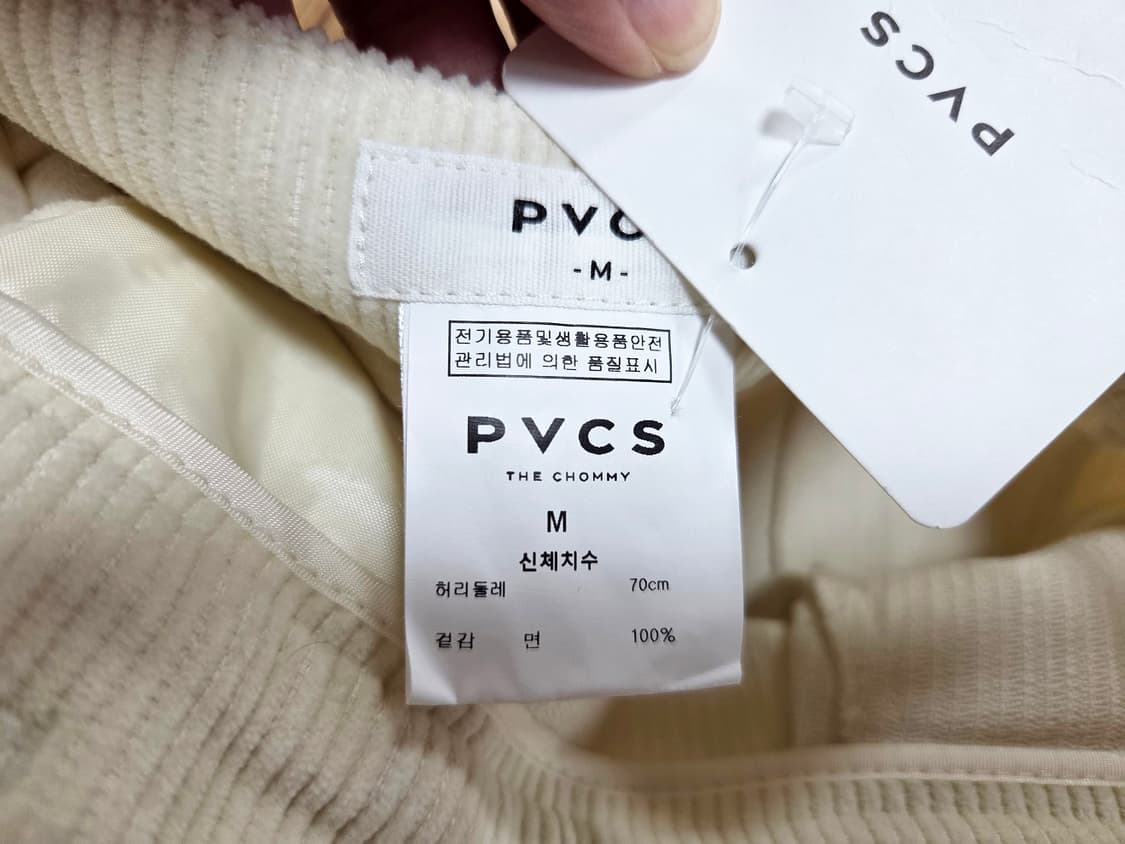 PVCS
PVC
-M-
전기용품및생활용품안전
관리법에 의한 품질표시
PVCS
THE CHOMMY
M
신체치수
허리둘레 70cm
겉감 면 100%